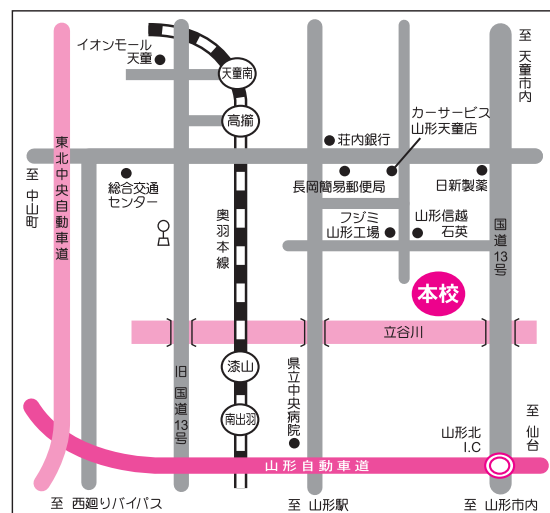 イオンモール
天童
天童南
高擶
至 天童市内
カーサービス
山形天童店
荘内銀行
東北中央自動車道
至 中山町
総合交通
センター
長岡簡易郵便局
日新製薬
奥羽本線
フジミ
山形工場
山形信越
石英
国道13号
本校
立谷川
漆山
旧国道13号
県立中央病院
南出羽
山形北
I.C
至 仙台
山形自動車道
至 西廻りバイパス
至 山形駅
至 山形市内